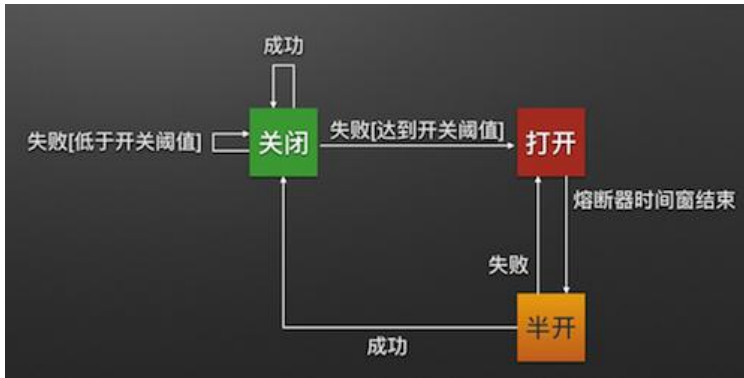 成功
失败[低于开关阈值]
关闭
失败[达到开关阈值]
打开
熔断器时间窗结束
失败
半开
成功